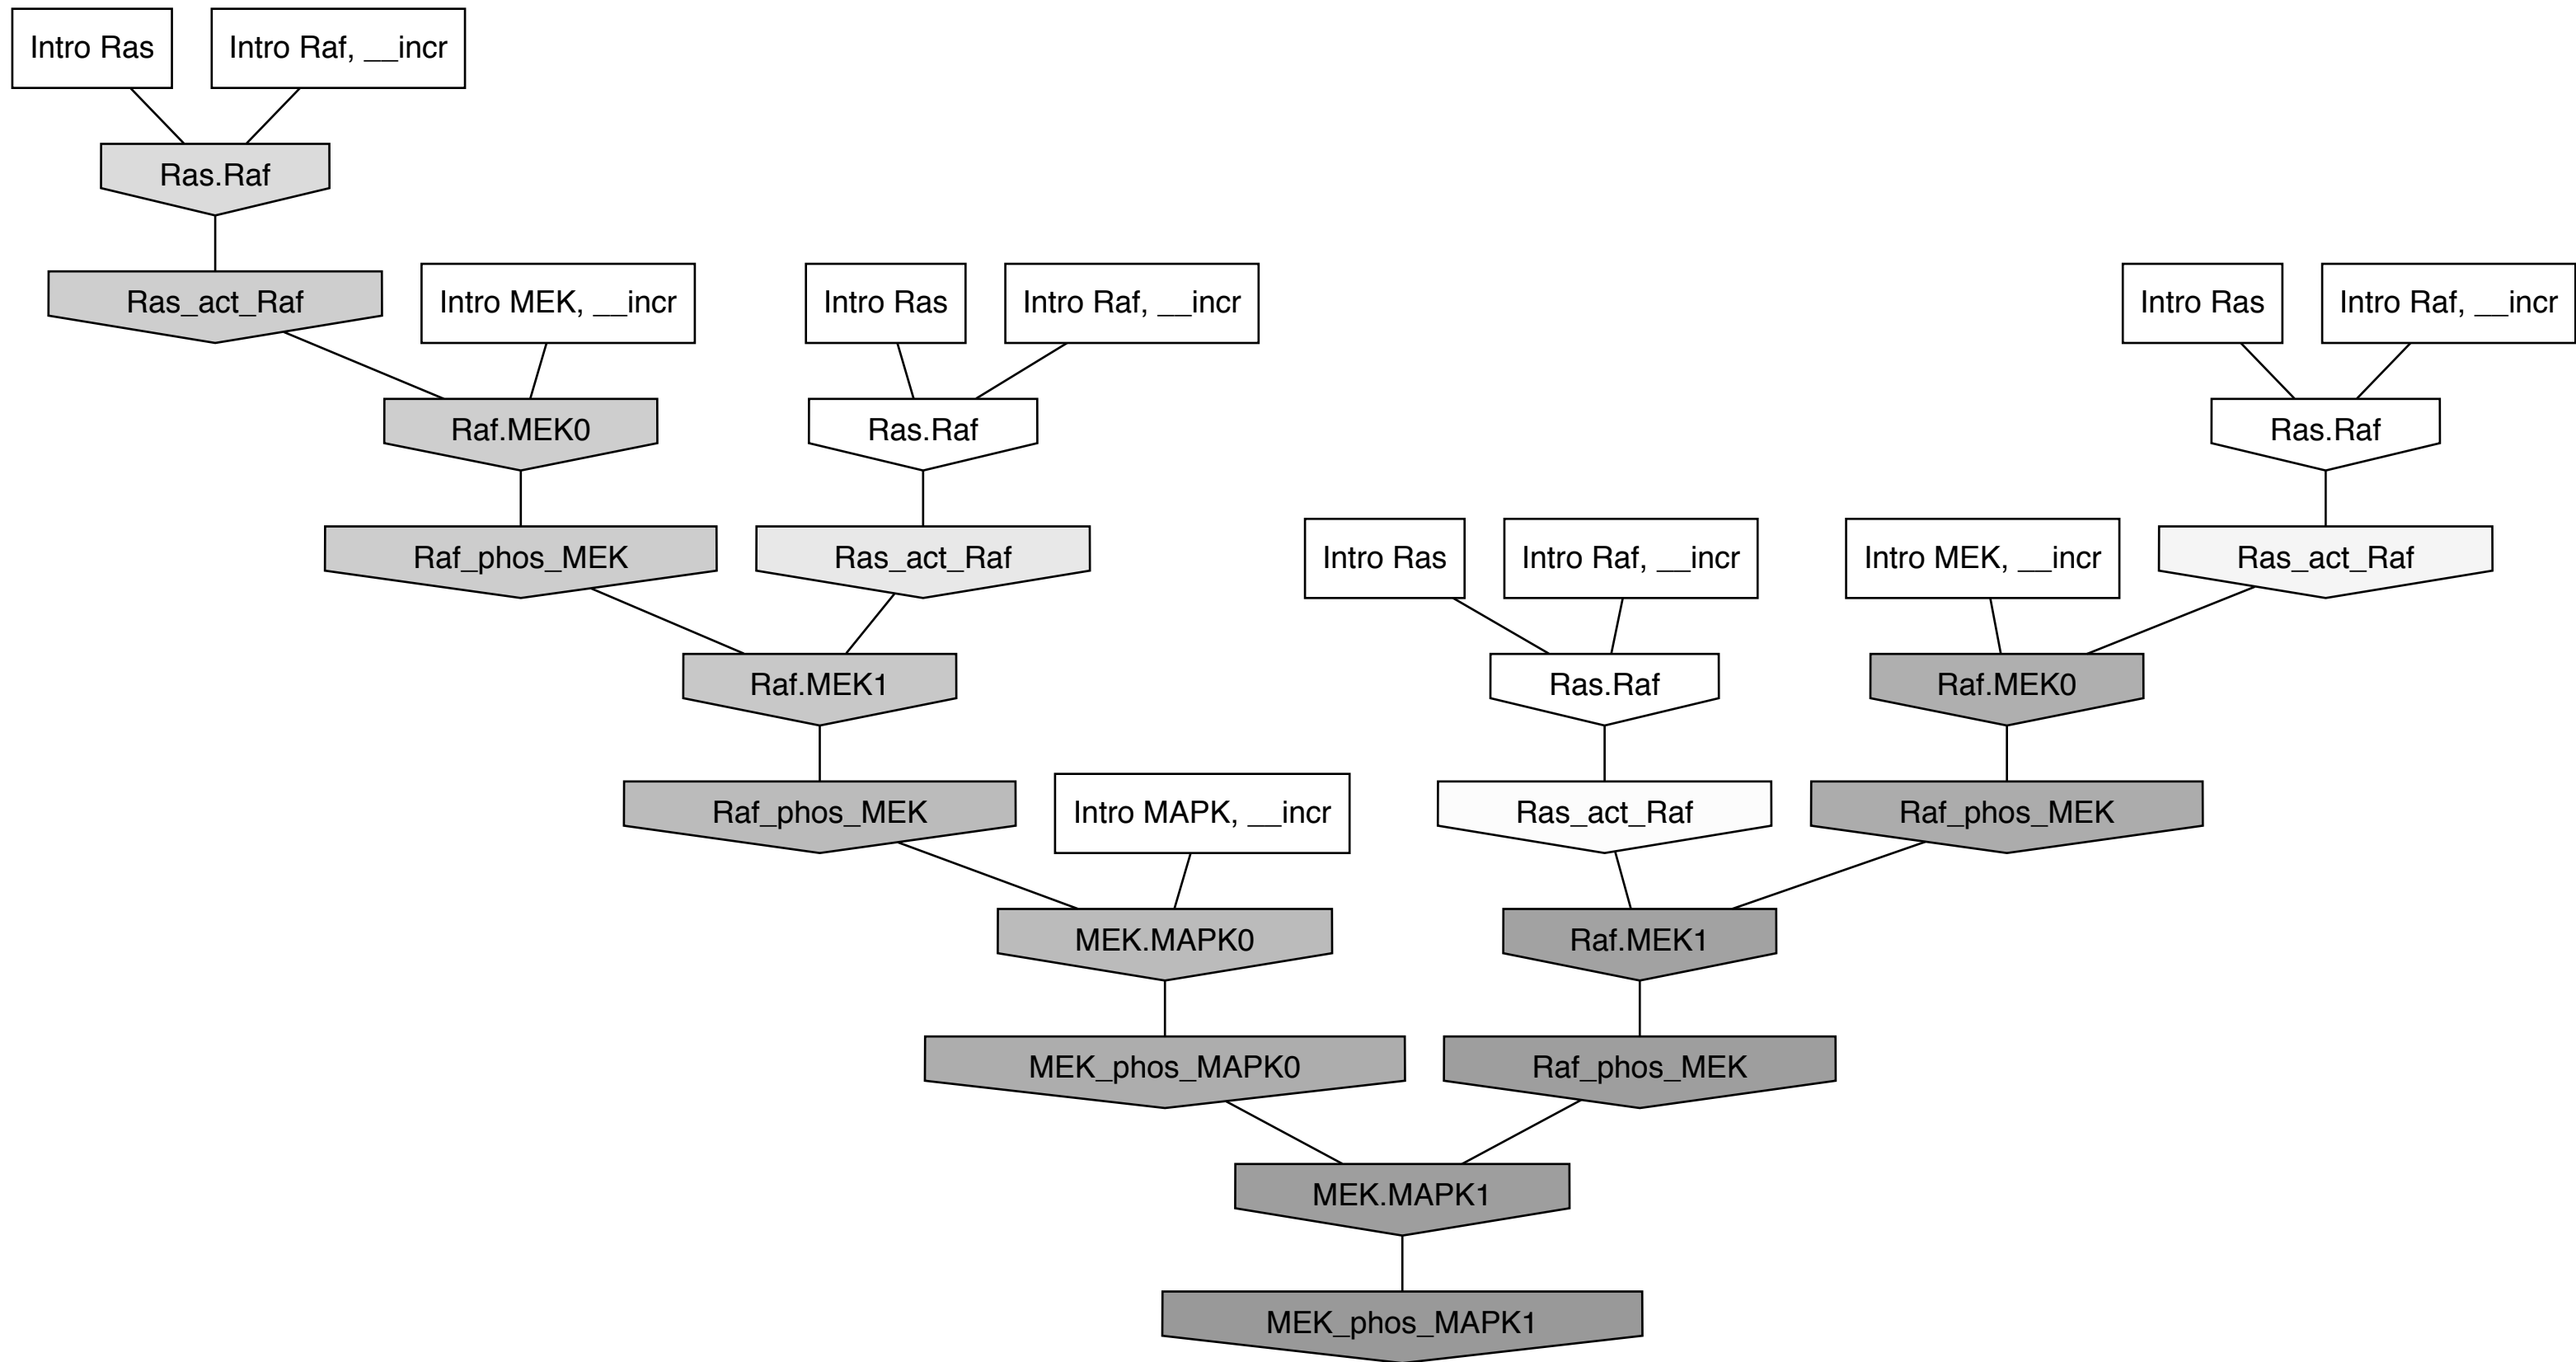 Intro Ras
Intro Raf, __incr
Ras.Raf
Ras_act_Raf
Intro MEK, __incr
Intro Ras
Intro Raf, __incr
Intro Ras
Intro Raf, __incr
Raf.MEK0
Ras.Raf
Ras.Raf
Raf_phos_MEK
Ras_act_Raf
Intro Ras
Intro Raf, __incr
Intro MEK, __incr
Ras_act_Raf
Raf.MEK1
Ras.Raf
Raf.MEK0
Raf_phos_MEK
Intro MAPK, __incr
Ras_act_Raf
Raf_phos_MEK
MEK.MAPK0
Raf.MEK1
MEK_phos_MAPK0
Raf_phos_MEK
MEK.MAPK1
MEK_phos_MAPK1